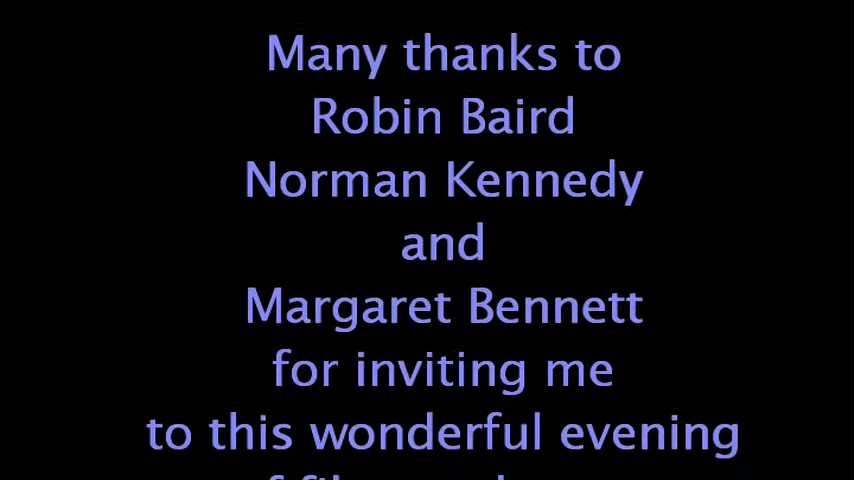 Many thanks to
Robin Baird
Norman Kennedy
and
Margaret Bennett
for inviting me
to this wonderful evening